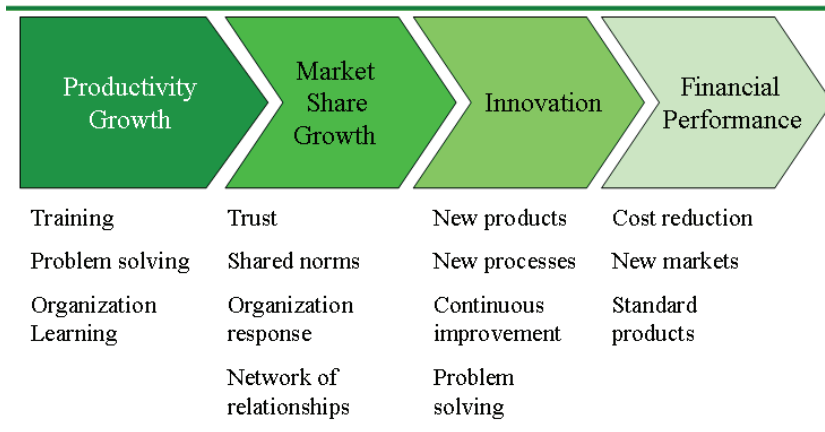 Productivity
Growth
Market
Share
Growth
Innovation
Financial
Performance
Training
Problem solving
Organization
Learning
Trust
Shared norms
Organization
response
Network of
relationships
New products
New processes
Continuous
improvement
Problem
solving
Cost reduction
New markets
Standard
products